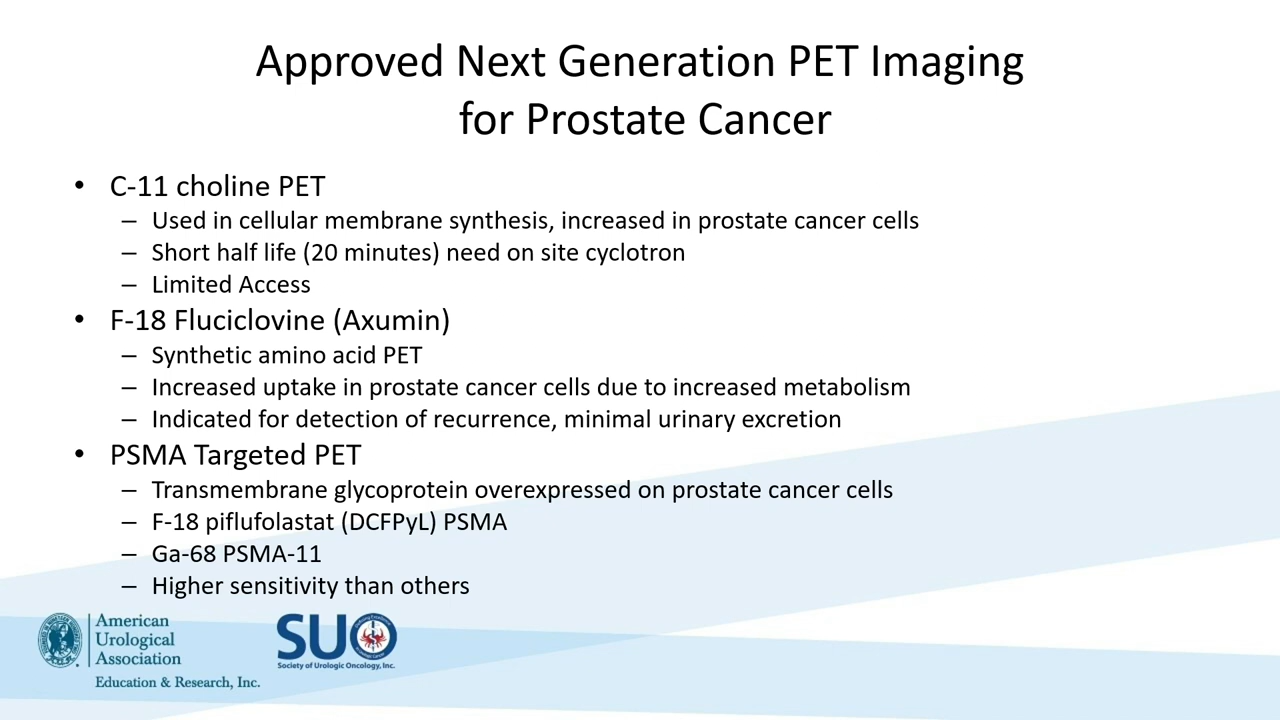 Approved Next Generation PET Imaging
for Prostate Cancer
• C-11 choline PET
– Used in cellular membrane synthesis, increased in prostate cancer cells
– Short half life (20 minutes) need on site cyclotron
– Limited Access
• F-18 Fluciclovine (Axumin)
– Synthetic amino acid PET
– Increased uptake in prostate cancer cells due to increased metabolism
– Indicated for detection of recurrence, minimal urinary excretion
• PSMA Targeted PET
– Transmembrane glycoprotein overexpressed on prostate cancer cells
– F-18 piflufolastat (DCFPyL) PSMA
– Ga-68 PSMA-11
– Higher sensitivity than others
American
Urological
Association
Education & Research, Inc.
SUO
Society of Urologic Oncology, Inc.